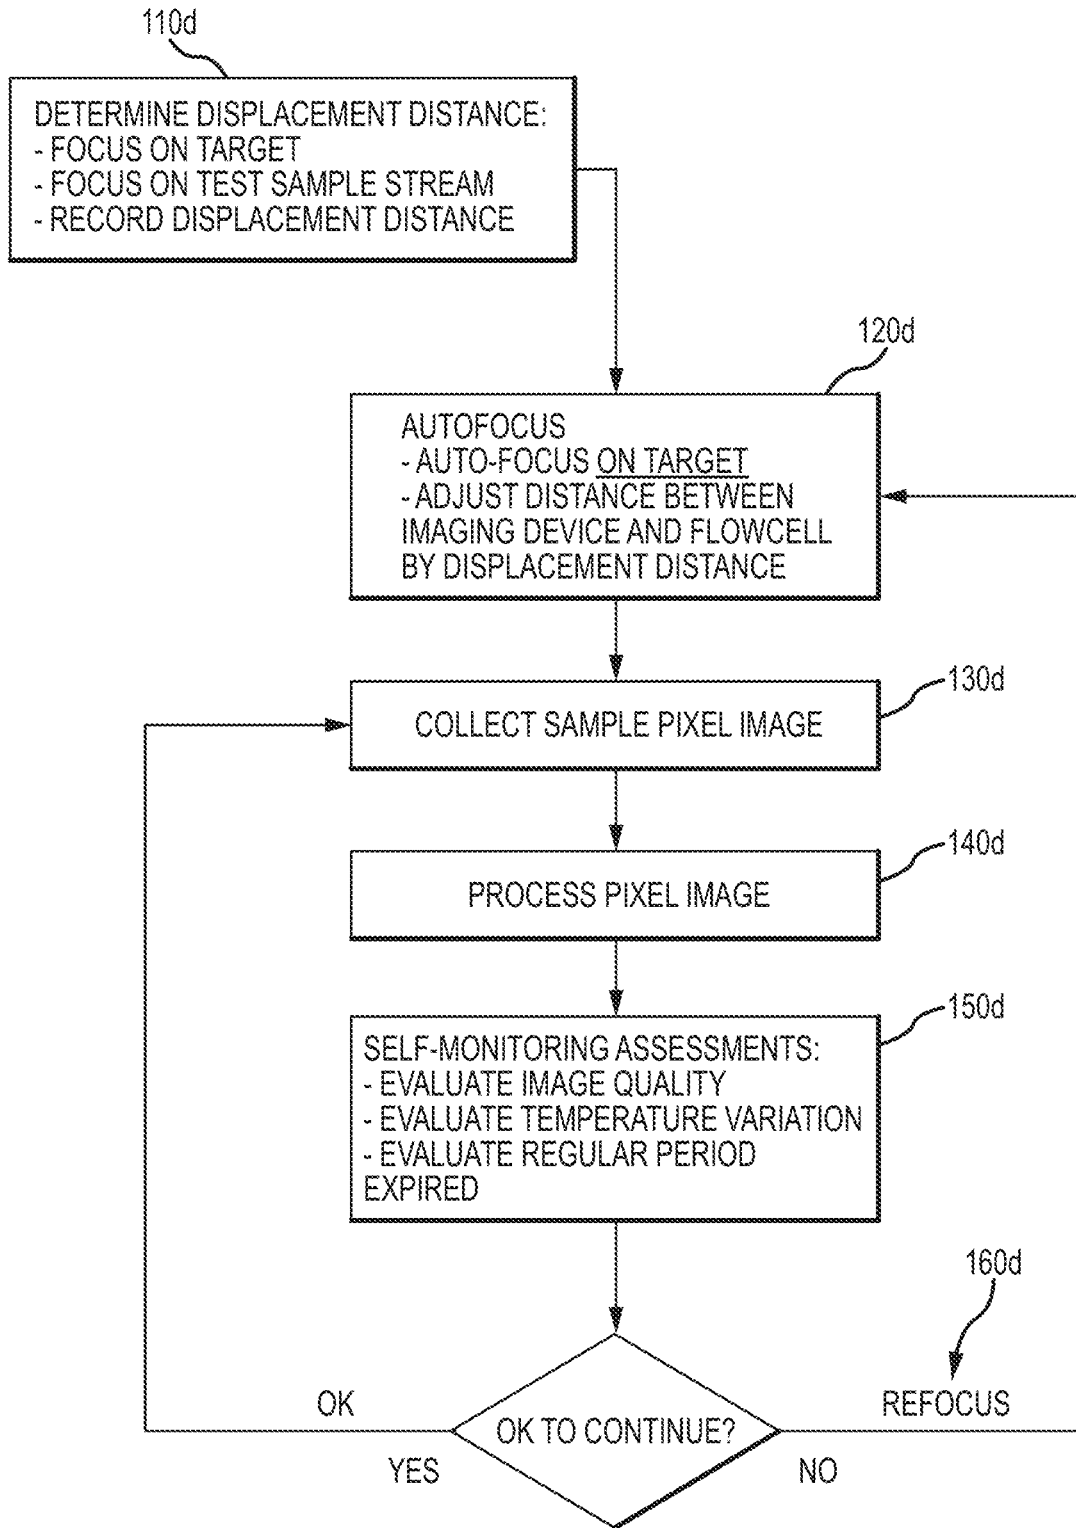 110d
DETERMINE DISPLACEMENT DISTANCE:
- FOCUS ON TARGET
- FOCUS ON TEST SAMPLE STREAM
- RECORD DISPLACEMENT DISTANCE
120d
AUTOFOCUS
- AUTO-FOCUS ON TARGET
- ADJUST DISTANCE BETWEEN
IMAGING DEVICE AND FLOWCELL
BY DISPLACEMENT DISTANCE
130d
COLLECT SAMPLE PIXEL IMAGE
140d
PROCESS PIXEL IMAGE
150d
SELF-MONITORING ASSESSMENTS:
- EVALUATE IMAGE QUALITY
- EVALUATE TEMPERATURE VARIATION
- EVALUATE REGULAR PERIOD
EXPIRED
160d
OK
REFOCUS
OK TO CONTINUE?
YES
NO